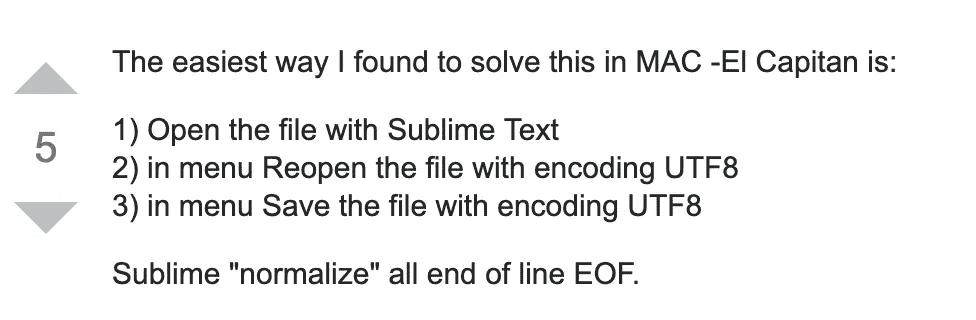 The easiest way I found to solve this in MAC -El Capitan is:
5
1) Open the file with Sublime Text
2) in menu Reopen the file with encoding UTF8
3) in menu Save the file with encoding UTF8
Sublime "normalize" all end of line EOF.